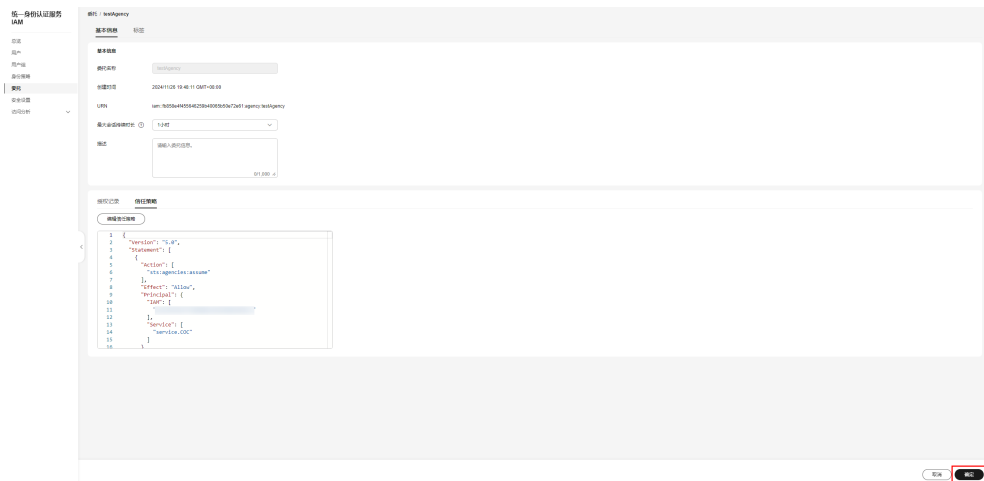 统一身份认证服务
IAM
总览
用户
用户组
身份策略
委托
安全设置
访问分析
委托 / testAgency
基本信息 标签
基本信息
委托名称 testAgency
创建时间 2024/11/26 19:48:11 GMT+08:00
URN
最大会话持续时长 1小时
描述 请输入委托信息。
0/1,000
授权记录 信任策略
编辑信任策略
1 {
2 "Version": "5.0",
3 "Statement": [
4 {
5 "Action": [
6 "sts:agencies:assume"
7 ],
8 "Effect": "Allow",
9 "Principal": {
10 "IAM": [
11 " "
12 ],
13 "Service": [
14 "service.COC"
15 ]
16 }
取消 确定